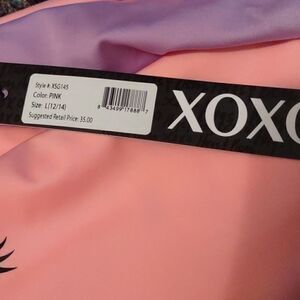 Style #: XSG145
Color: PINK
Size: L(12/14)
Suggested Retail Price: 35.00
XOXO